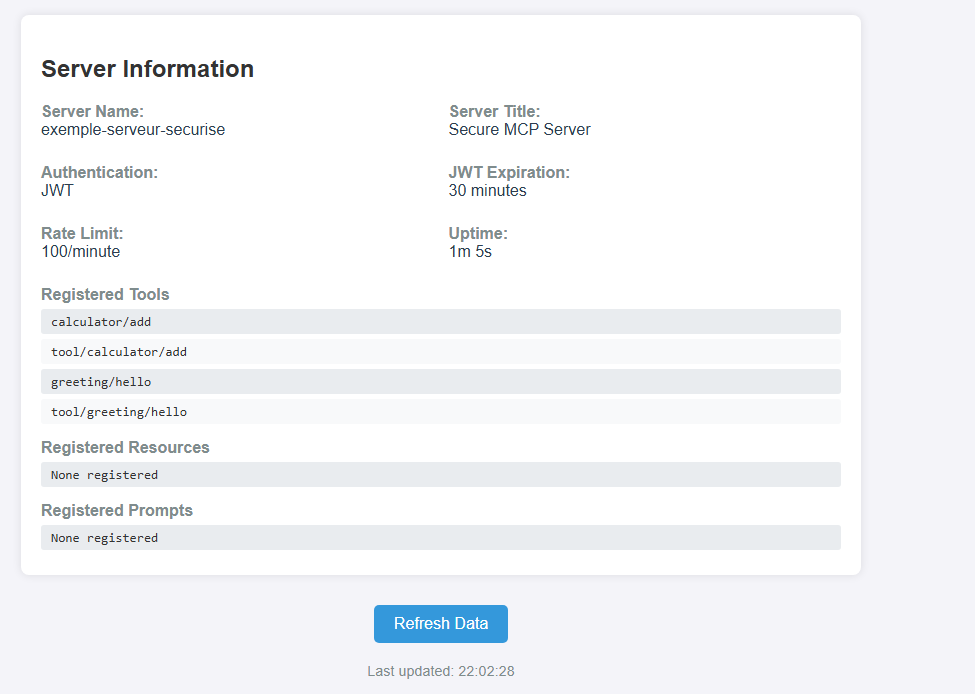 Server Information
Server Name:
exemple-serveur-securise
Server Title:
Secure MCP Server
Authentication:
JWT
JWT Expiration:
30 minutes
Rate Limit:
100/minute
Uptime:
1m 5s
Registered Tools
calculator/add
tool/calculator/add
greeting/hello
tool/greeting/hello
Registered Resources
None registered
Registered Prompts
None registered
Refresh Data
Last updated: 22:02:28